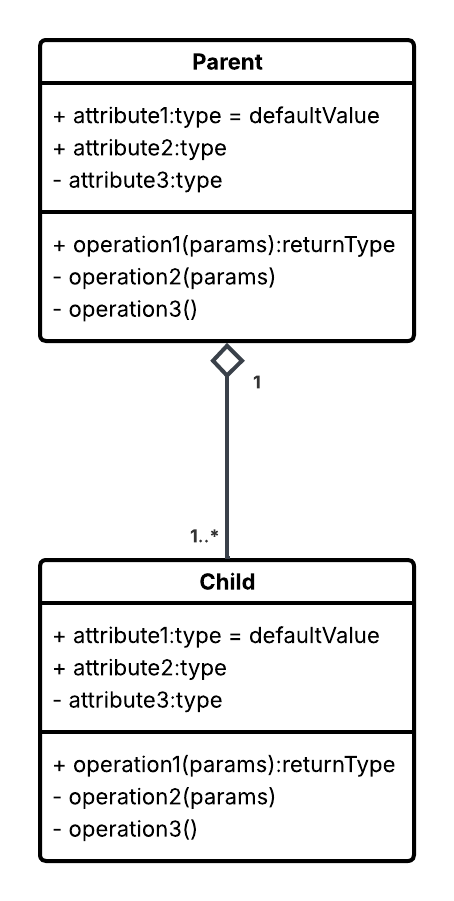 Parent
+ attribute1:type = defaultValue
+ attribute2:type
- attribute3:type
+ operation1(params):returnType
- operation2(params)
- operation3()
1
1..*
Child
+ attribute1:type = defaultValue
+ attribute2:type
- attribute3:type
+ operation1(params):returnType
- operation2(params)
- operation3()